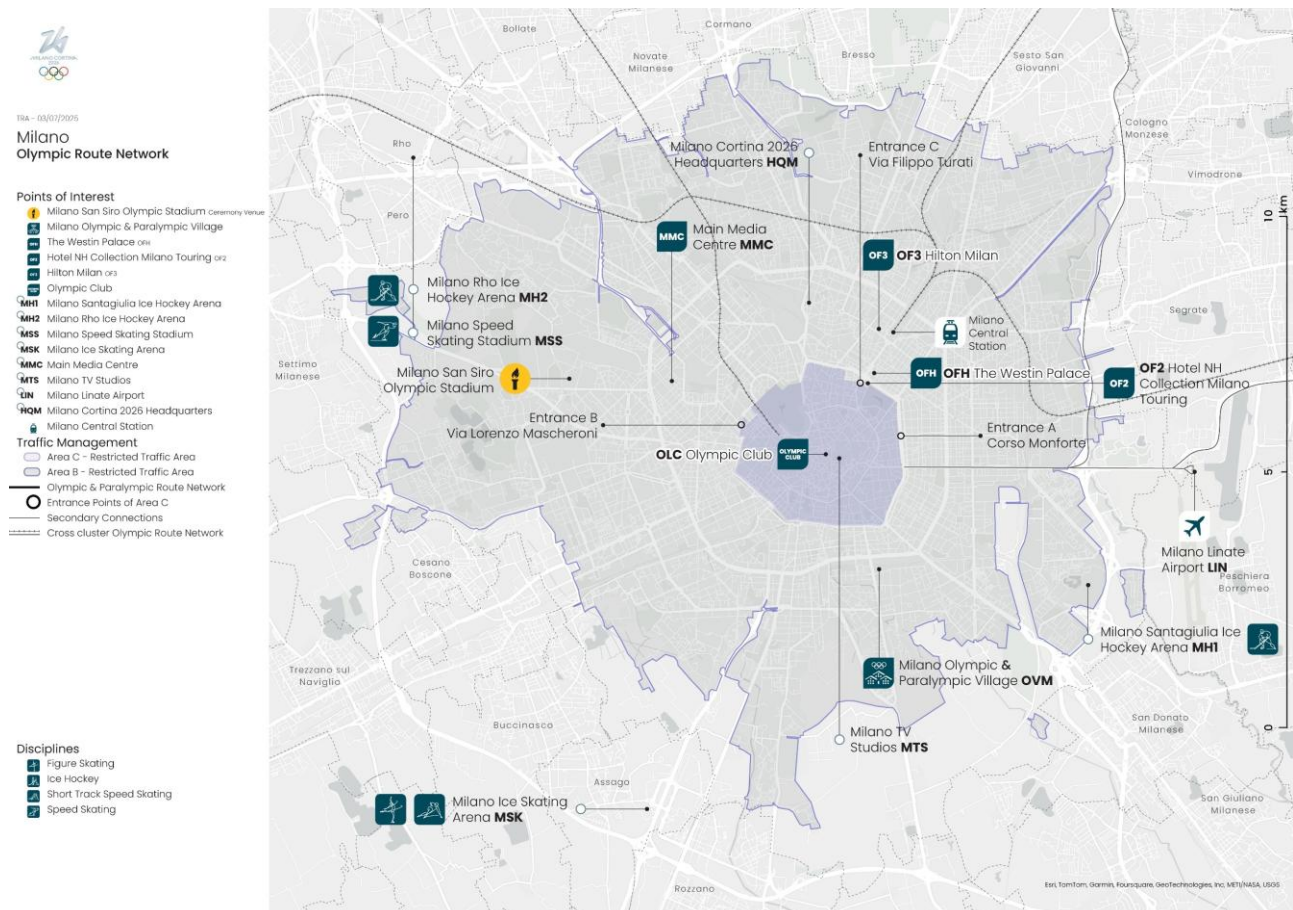 MILANO CORTINA
2026
TRA - 03/07/2025
Milano
Olympic Route Network
Points of Interest
Milano San Siro Olympic Stadium Ceremony Venue
Milano Olympic & Paralympic Village
OFH The Westin Palace OFH
OF2 Hotel NH Collection Milano Touring OF2
OF3 Hilton Milan OF3
Olympic Club
MH1 Milano Santagiulia Ice Hockey Arena
MH2 Milano Rho Ice Hockey Arena
MSS Milano Speed Skating Stadium
MSK Milano Ice Skating Arena
MMC Main Media Centre
MTS Milano TV Studios
LIN Milano Linate Airport
HQM Milano Cortina 2026 Headquarters
Milano Central Station
Traffic Management
Area C - Restricted Traffic Area
Area B - Restricted Traffic Area
Olympic & Paralympic Route Network
Entrance Points of Area C
Secondary Connections
Cross cluster Olympic Route Network
Disciplines
Figure Skating
Ice Hockey
Short Track Speed Skating
Speed Skating
Bollate
Cormano
Novate
Milanese
Bresso
Sesto San
Giovanni
Cologno
Monzese
Rho
Milano Cortina 2026
Headquarters HQM
Entrance C
Via Filippo Turati
Vimodrone
Pero
MMC
Main Media
Centre MMC
OF3
OF3 Hilton Milan
10 km
Milano Rho Ice
Hockey Arena MH2
Milano Speed
Skating Stadium MSS
Milano
Central
Station
Segrate
Settimo
Milanese
Milano San Siro
Olympic Stadium
OFH
OFH The Westin Palace
OF2
OF2 Hotel NH
Collection Milano
Touring
Entrance B
Via Lorenzo Mascheroni
Entrance A
Corso Monforte
OLC Olympic Club
OLYMPIC
CLUB
5
Milano Linate
Airport LIN
Cesano
Boscone
Peschiera
Borromeo
Milano Santagiulia Ice
Hockey Arena MH1
Trezzano sul
Naviglio
Milano Olympic &
Paralympic Village OVM
Buccinasco
Milano TV
Studios MTS
San Donato
Milanese
0
Assago
Milano Ice Skating
Arena MSK
San Giuliano
Milanese
Rozzano
Esri, TomTom, Garmin, Foursquare, GeoTechnologies, Inc, METI/NASA, USGS